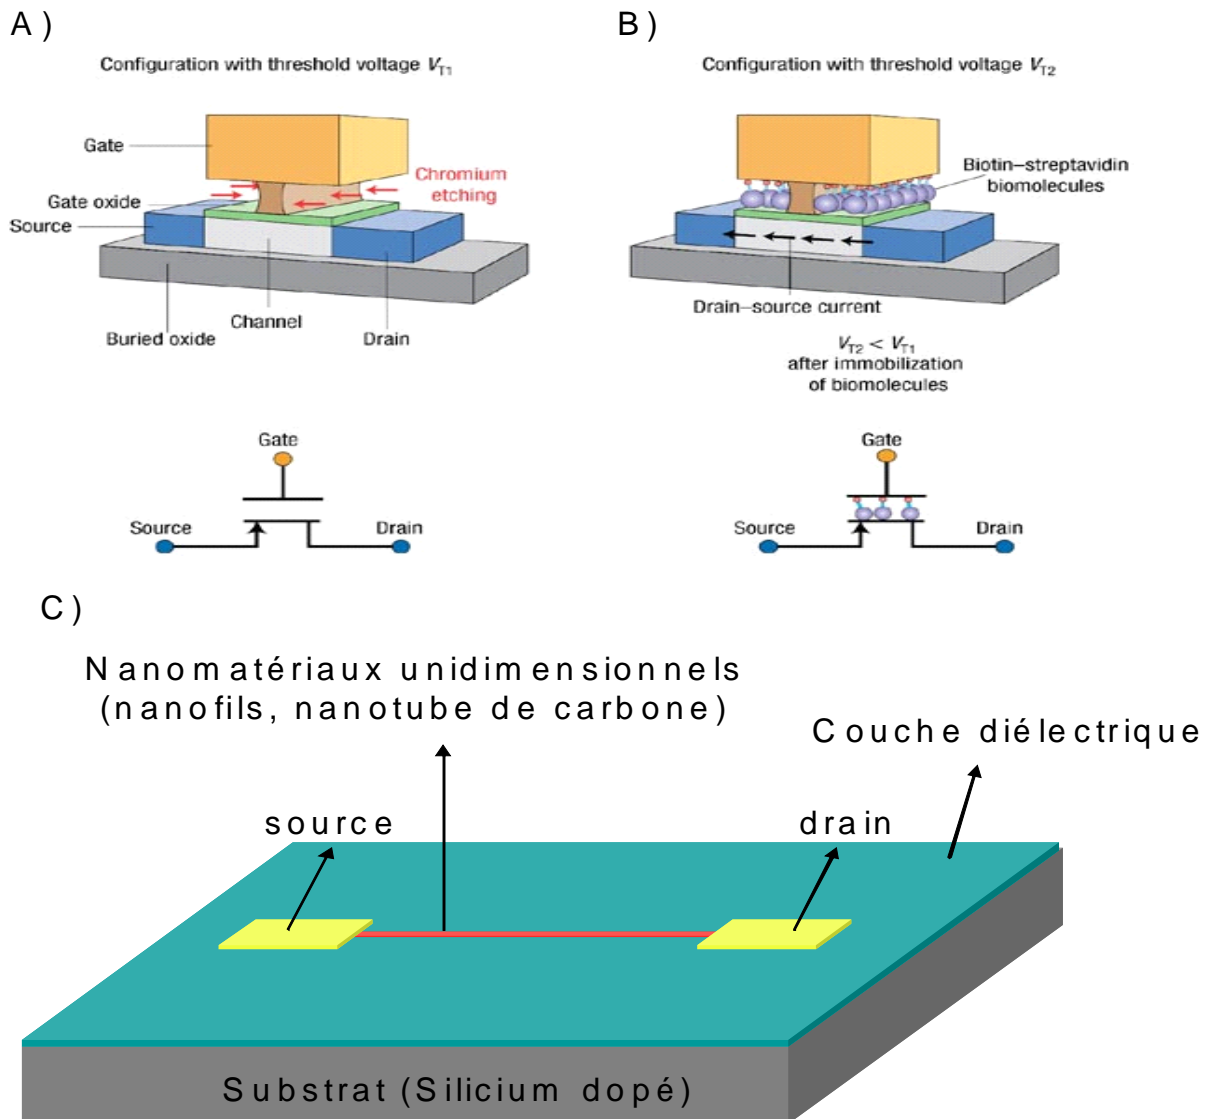 A)
Configuration with threshold voltage VT1
Gate
Chromium
etching
Gate oxide
Source
Channel
Buried oxide
Drain
Gate
Source
Drain
B)
Configuration with threshold voltage VT2
Biotin–streptavidin
biomolecules
Drain–source current
VT2 < VT1
after immobilization
of biomolecules
Gate
Source
Drain
C)
Nanomatériaux unidimensionnels
(nanofils, nanotube de carbone)
Couche diélectrique
source
drain
Substrat (Silicium dopé)